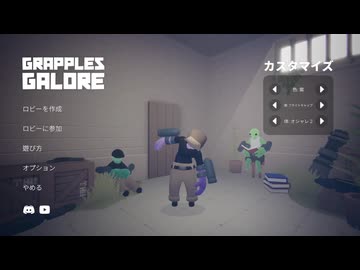 GRAPPLES
GALORE
ロビーを作成
ロビーに参加
遊び方
オプション
やめる
カスタマイズ
色: 紫
体: オシャレ 2